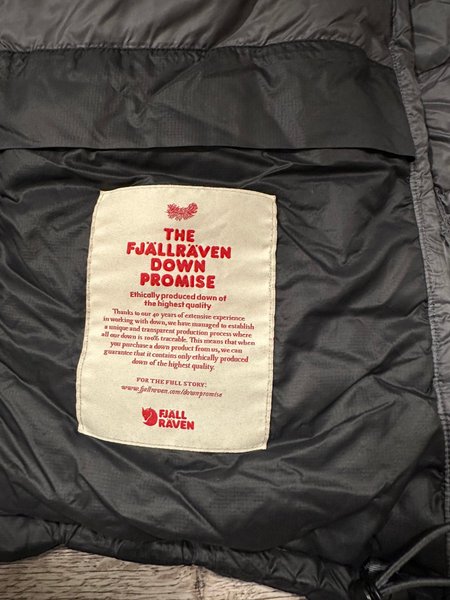 THE
FJÄLLRÄVEN
DOWN
PROMISE
Ethically produced down of
the highest quality
Thanks to our 40 years of extensive experience
in working with down, we have managed to establish
a unique and transparent production process where
all our down is 100% traceable. This means that when
you purchase a down product from us, we can
guarantee that it contains only ethically produced
down of the highest quality.
FOR THE FULL STORY:
www.fjallraven.com/downpromise
FJÄLL
RÄVEN